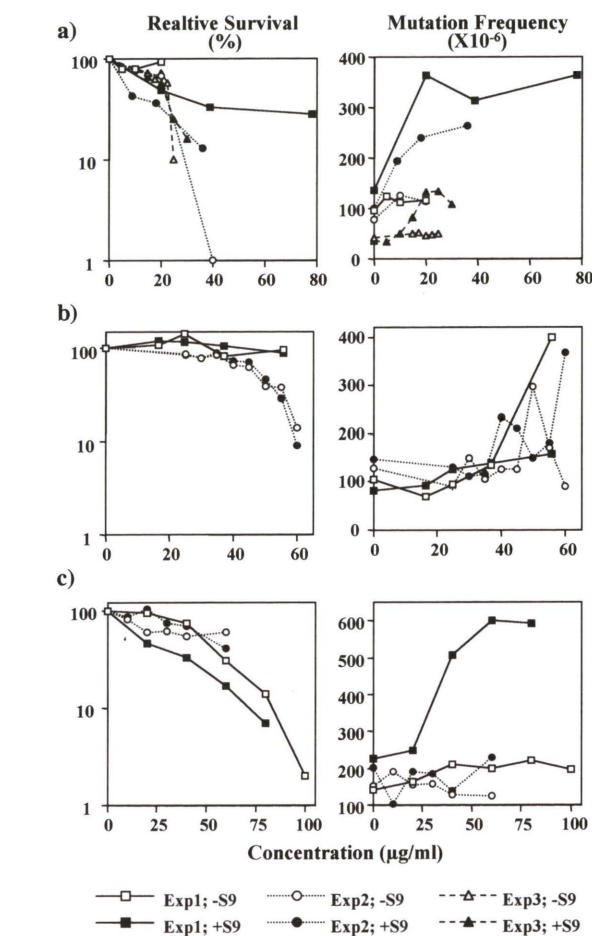 a)
Realtive Survival
(%)
Mutation Frequency
(X10-6)
100
10
1
0 20 40 60 80
400
300
200
100
0
0 20 40 60 80
b)
100
10
1
0 20 40 60
400
300
200
100
0
0 20 40 60
c)
100
10
1
0 25 50 75 100
600
500
400
300
200
100
0 25 50 75 100
Concentration (µg/ml)
Exp1; -S9 Exp2; -S9 Exp3; -S9
Exp1; +S9 Exp2; +S9 Exp3; +S9